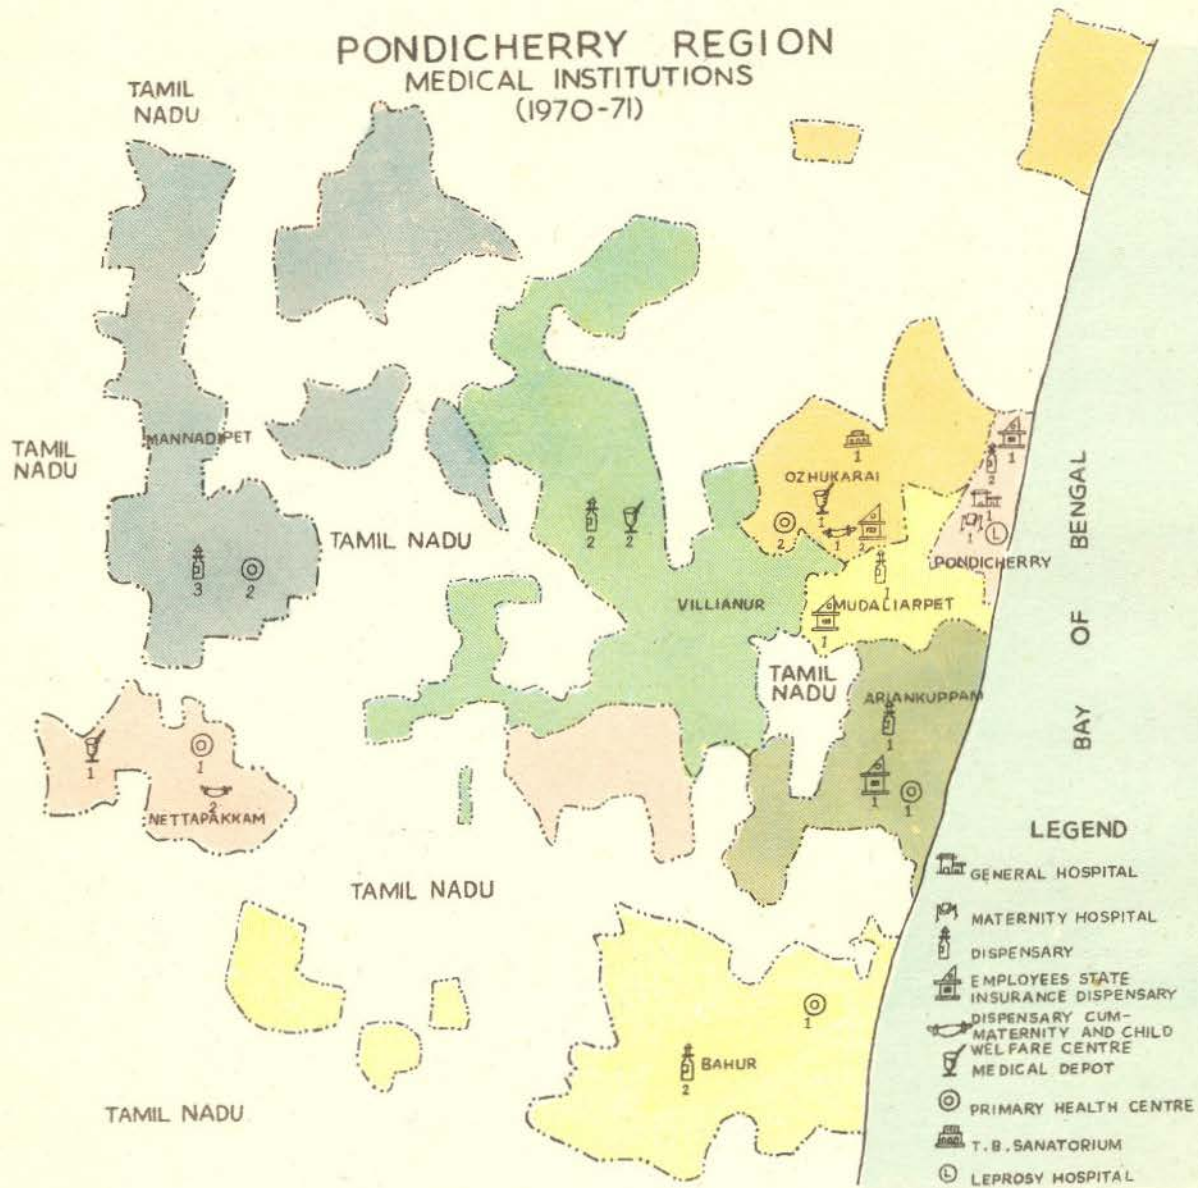 PONDICHERRY REGION
MEDICAL INSTITUTIONS
(1970-71)
TAMIL
NADU
TAMIL
NADU
MANNADIPET
3
2
TAMIL NADU
2
2
VILLIANUR
1
OZHUKARAI
1
2
1
1
2
1
L
PONDICHERRY
1
1
MUDALIARPET
1
TAMIL
NADU
ARIANKUPPAM
1
1
1
BAY OF BENGAL
1
1
2
NETTAPAKKAM
TAMIL NADU
1
BAHUR
2
TAMIL NADU
LEGEND
GENERAL HOSPITAL
MATERNITY HOSPITAL
DISPENSARY
EMPLOYEES STATE
INSURANCE DISPENSARY
DISPENSARY CUM-
MATERNITY AND CHILD
WELFARE CENTRE
MEDICAL DEPOT
PRIMARY HEALTH CENTRE
T.B.SANATORIUM
L LEPROSY HOSPITAL